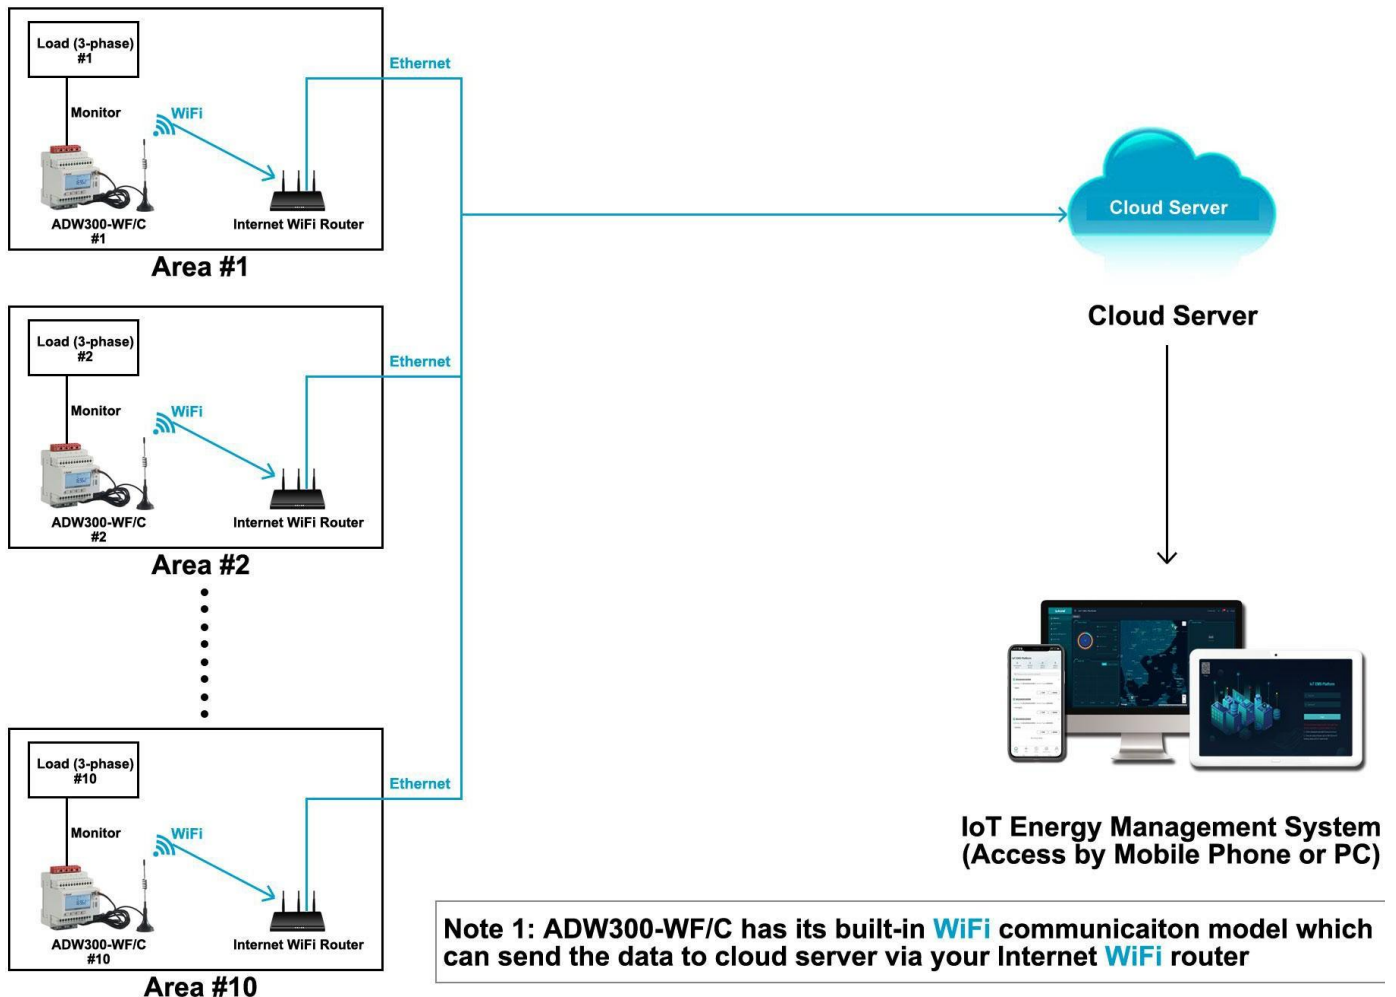 Load (3-phase)
#1
Monitor
WiFi
Ethernet
ADW300-WF/C
#1
Internet WiFi Router
Area #1
Load (3-phase)
#2
Monitor
WiFi
Ethernet
ADW300-WF/C
#2
Internet WiFi Router
Area #2
Load (3-phase)
#10
Monitor
WiFi
Ethernet
ADW300-WF/C
#10
Internet WiFi Router
Area #10
Cloud Server
Cloud Server
IoT Energy Management System
(Access by Mobile Phone or PC)
Note 1: ADW300-WF/C has its built-in WiFi communicaiton model which
can send the data to cloud server via your Internet WiFi router